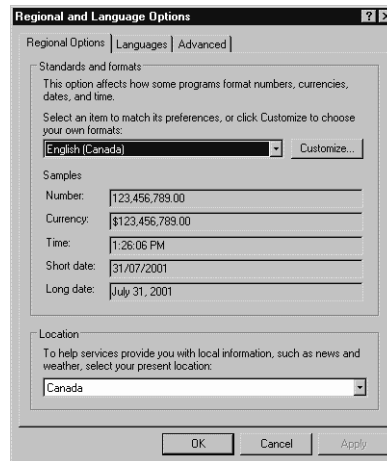 Regional and Language Options
Regional Options Languages Advanced
Standards and formats
This option affects how some programs format numbers, currencies,
dates, and time.
Select an item to match its preferences, or click Customize to choose
your own formats:
English (Canada) Customize...
Samples
Number: 123,456,789.00
Currency: $123,456,789.00
Time: 1:26:06 PM
Short date: 31/07/2001
Long date: July 31, 2001
Location
To help services provide you with local information, such as news and
weather, select your present location:
Canada
OK Cancel Apply